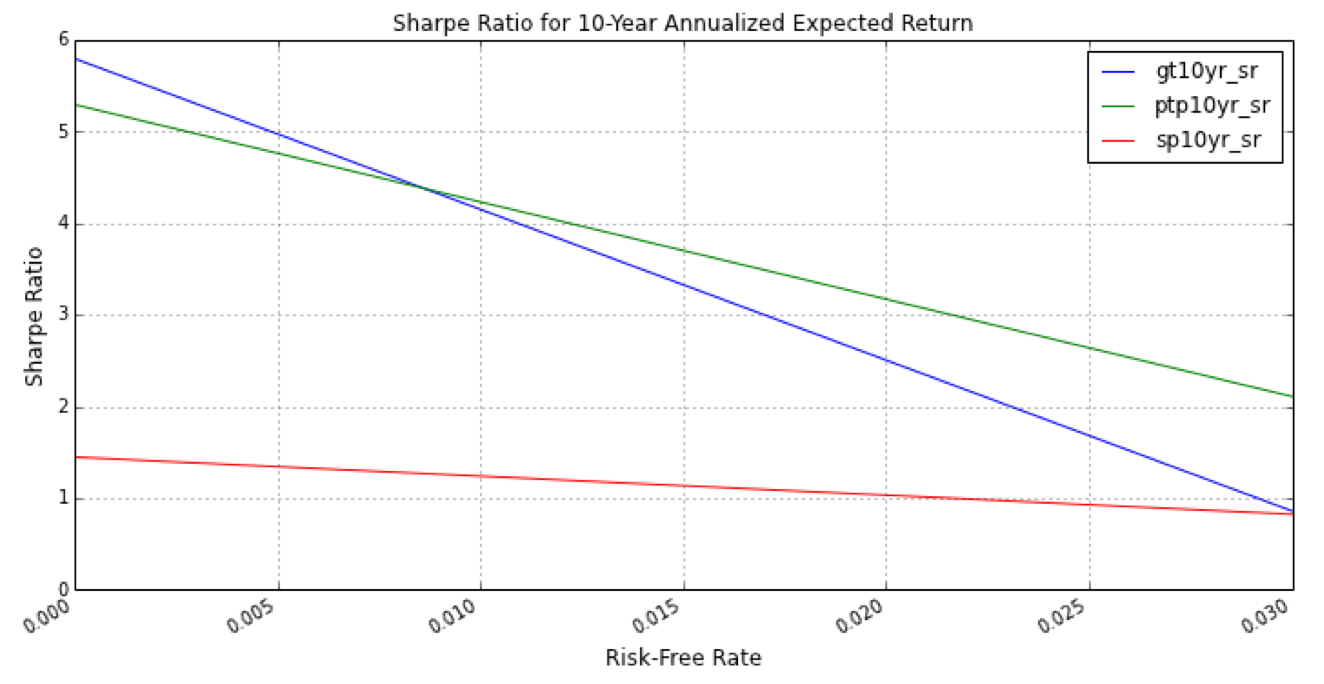 Sharpe Ratio for 10-Year Annualized Expected Return
6
5
4
3
2
1
0
Sharpe Ratio
gt10yr_sr
ptp10yr_sr
sp10yr_sr
0.000
0.005
0.010
0.015
0.020
0.025
0.030
Risk-Free Rate